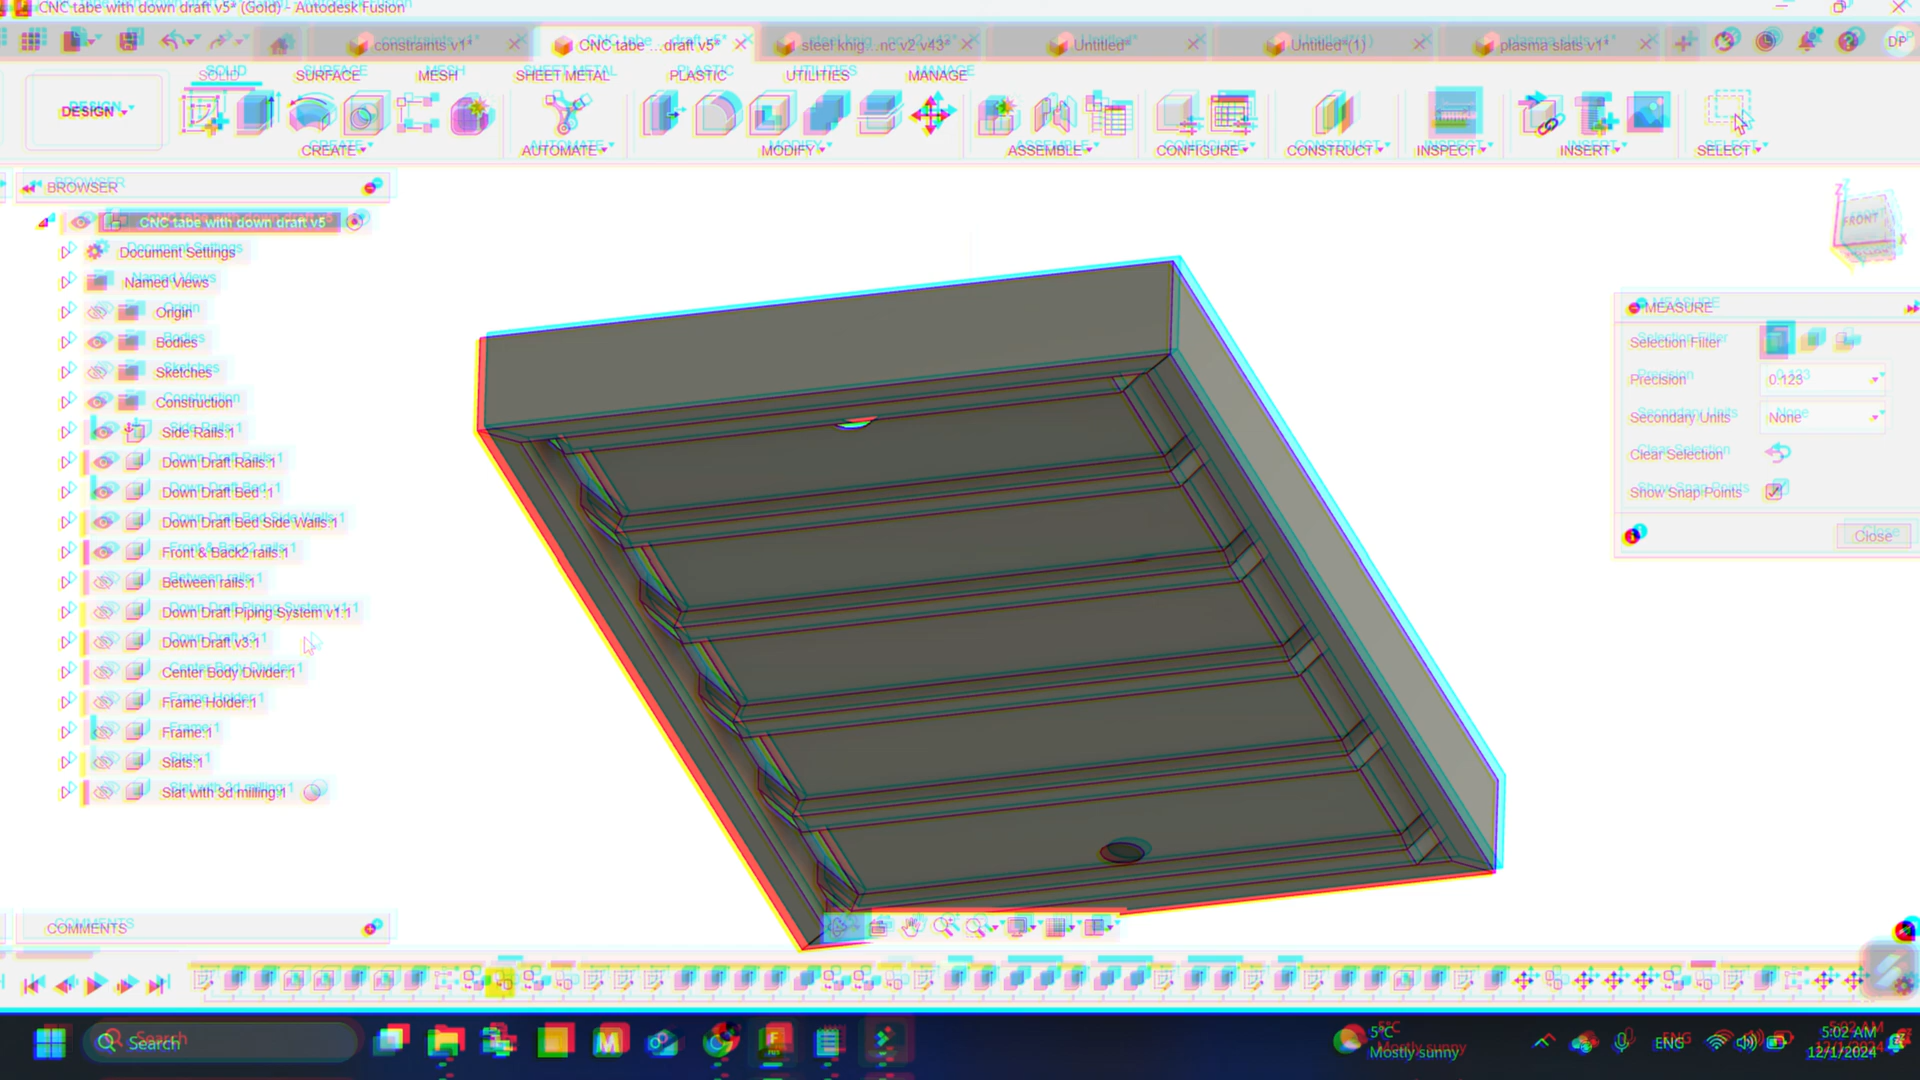 CNC tabe with down draft v5* (Gold) - Autodesk Fusion
constraints v1*
CNC tabe ...draft v5*
steel knig...nc v2 v43*
Untitled*
Untitled*(1)
plasma slats v1*
DP
SOLID
SURFACE
MESH
SHEET METAL
PLASTIC
UTILITIES
MANAGE
DESIGN
CREATE
AUTOMATE
MODIFY
ASSEMBLE
CONFIGURE
CONSTRUCT
INSPECT
INSERT
SELECT
BROWSER
CNC tabe with down draft v5
Document Settings
Named Views
Origin
Bodies
Sketches
Construction
Side Rails:1
Down Draft Rails:1
Down Draft Bed :1
Down Draft Bed Side Walls:1
Front & Back2 rails:1
Between rails:1
Down Draft Piping System v1:1
Down Draft v3:1
Center Body Divider:1
Frame Holder:1
Frame:1
Slats:1
Slat with 3d milling:1
Z
FRONT
X
MEASURE
Selection Filter
Precision
0.123
Secondary Units
None
Clear Selection
Show Snap Points
Close
COMMENTS
Search
5°C
Mostly sunny
ENG
5:02 AM
12/1/2024